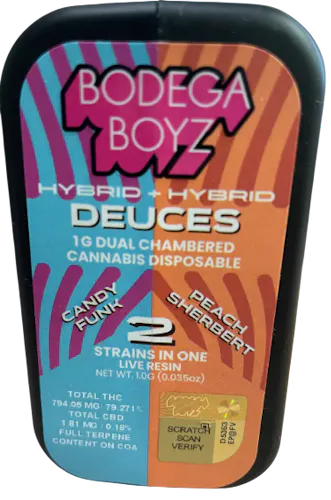 BODEGA
BOYZ
HYBRID + HYBRID
DEUCES
1G DUAL CHAMBERED
CANNABIS DISPOSABLE
CANDY
FUNK
PEACH
SHERBERT
2
STRAINS IN ONE
LIVE RESIN
NET WT. 1.0G (0.035oz)
TOTAL THC
794.06 MG/ 79.271%
TOTAL CBD
1.81 MG / 0.18%
FULL TERPENE
CONTENT ON COA
SCRATCH
SCAN
VERIFY